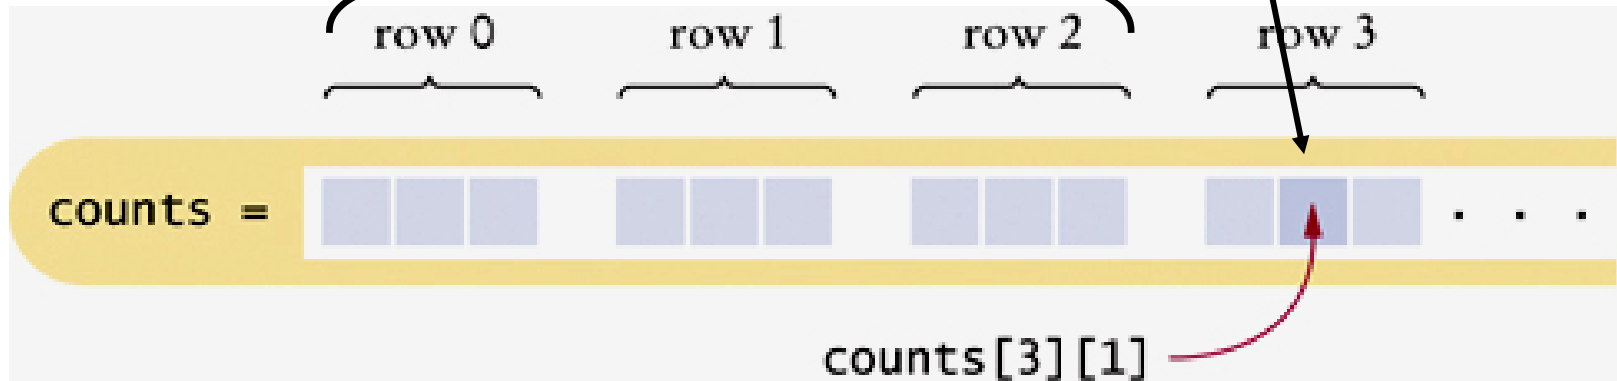 row 0 row 1 row 2 row 3
counts = . . .
counts[3][1]